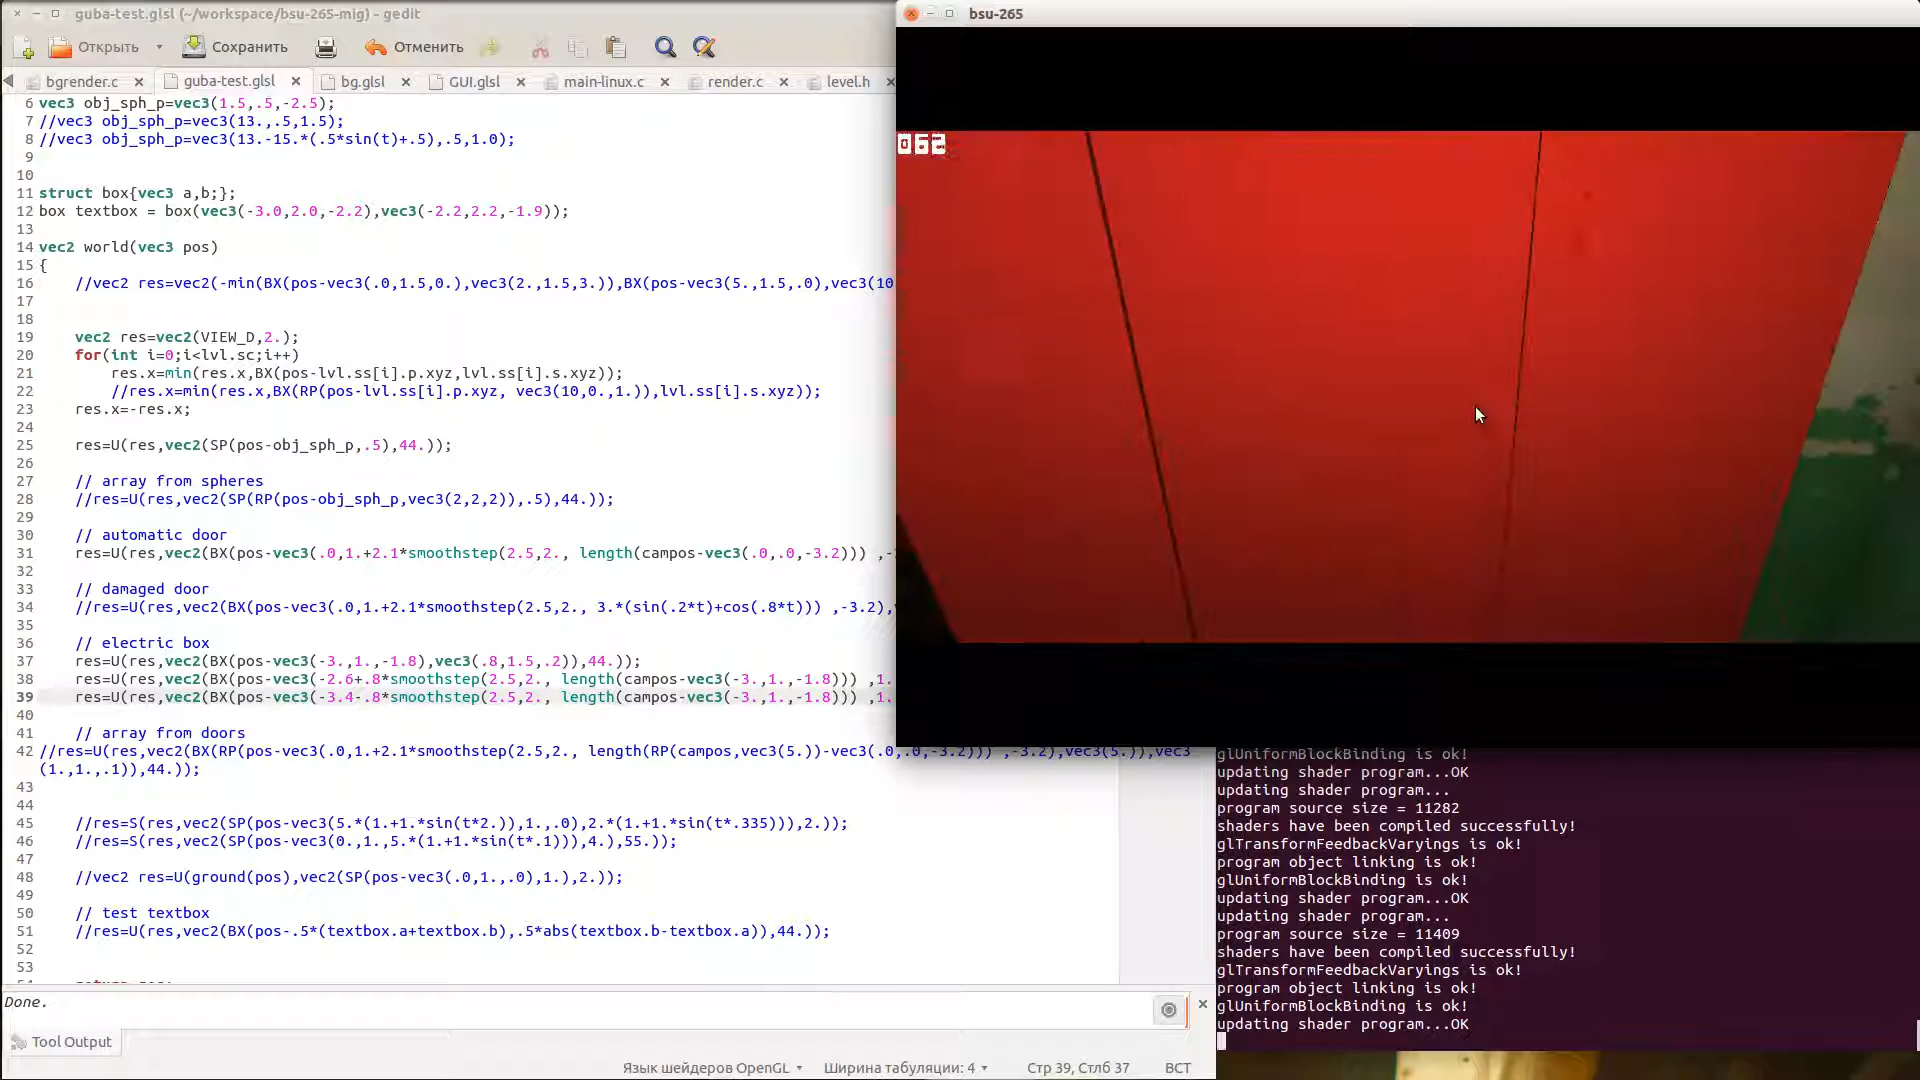 guba-test.glsl (~/workspace/bsu-265-mig) - gedit
Открыть Сохранить Отменить
bgrender.c guba-test.glsl bg.glsl GUI.glsl main-linux.c render.c level.h
6 vec3 obj_sph_p=vec3(1.5,.5,-2.5);
7 //vec3 obj_sph_p=vec3(13.,.5,1.5);
8 //vec3 obj_sph_p=vec3(13.-15.*(.5*sin(t)+.5),.5,1.0);
9
10
11 struct box{vec3 a,b;};
12 box textbox = box(vec3(-3.0,2.0,-2.2),vec3(-2.2,2.2,-1.9));
13
14 vec2 world(vec3 pos)
15 {
16 //vec2 res=vec2(-min(BX(pos-vec3(.0,1.5,0.),vec3(2.,1.5,3.)),BX(pos-vec3(5.,1.5,.0),vec3(10
17
18
19 vec2 res=vec2(VIEW_D,2.);
20 for(int i=0;i<lvl.sc;i++)
21 res.x=min(res.x,BX(pos-lvl.ss[i].p.xyz,lvl.ss[i].s.xyz));
22 //res.x=min(res.x,BX(RP(pos-lvl.ss[i].p.xyz, vec3(10,0.,1.)),lvl.ss[i].s.xyz));
23 res.x=-res.x;
24
25 res=U(res,vec2(SP(pos-obj_sph_p,.5),44.));
26
27 // array from spheres
28 //res=U(res,vec2(SP(RP(pos-obj_sph_p,vec3(2,2,2)),.5),44.));
29
30 // automatic door
31 res=U(res,vec2(BX(pos-vec3(.0,1.+2.1*smoothstep(2.5,2., length(campos-vec3(.0,.0,-3.2))) ,-
32
33 // damaged door
34 //res=U(res,vec2(BX(pos-vec3(.0,1.+2.1*smoothstep(2.5,2., 3.*(sin(.2*t)+cos(.8*t))) ,-3.2),
35
36 // electric box
37 res=U(res,vec2(BX(pos-vec3(-3.,1.,-1.8),vec3(.8,1.5,.2)),44.));
38 res=U(res,vec2(BX(pos-vec3(-2.6+.8*smoothstep(2.5,2., length(campos-vec3(-3.,1.,-1.8))) ,1.
39 res=U(res,vec2(BX(pos-vec3(-3.4-.8*smoothstep(2.5,2., length(campos-vec3(-3.,1.,-1.8))) ,1.
40
41 // array from doors
42 //res=U(res,vec2(BX(RP(pos-vec3(.0,1.+2.1*smoothstep(2.5,2., length(RP(campos,vec3(5.))-vec3(.0,.0,-3.2))) ,-3.2),vec3(5.)),vec3
(1.,1.,.1)),44.));
43
44
45 //res=S(res,vec2(SP(pos-vec3(5.*(1.+1.*sin(t*2.)),1.,.0),2.*(1.+1.*sin(t*.335))),2.));
46 //res=S(res,vec2(SP(pos-vec3(0.,1.,5.*(1.+1.*sin(t*.1))),4.),55.));
47
48 //vec2 res=U(ground(pos),vec2(SP(pos-vec3(.0,1.,.0),1.),2.));
49
50 // test textbox
51 //res=U(res,vec2(BX(pos-.5*(textbox.a+textbox.b),.5*abs(textbox.b-textbox.a)),44.));
52
53
Done.
Tool Output
Язык шейдеров OpenGL Ширина табуляции: 4 Стр 39, Стлб 37 ВСТ
bsu-265
062
glUniformBlockBinding is ok!
updating shader program...OK
updating shader program...
program source size = 11282
shaders have been compiled successfully!
glTransformFeedbackVaryings is ok!
program object linking is ok!
glUniformBlockBinding is ok!
updating shader program...OK
updating shader program...
program source size = 11409
shaders have been compiled successfully!
glTransformFeedbackVaryings is ok!
program object linking is ok!
glUniformBlockBinding is ok!
updating shader program...OK